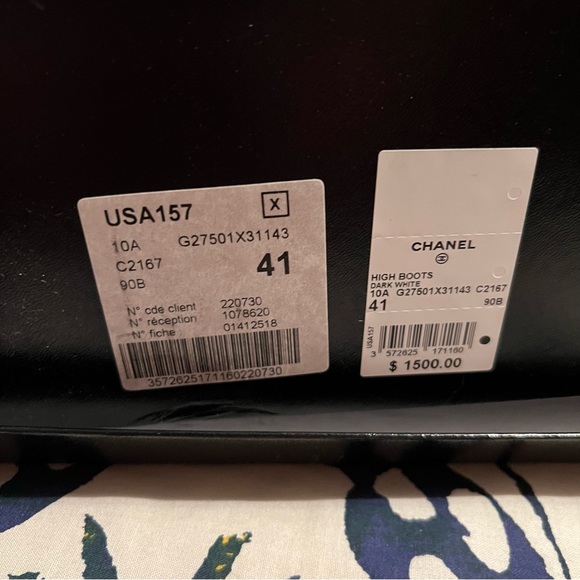 USA157 X
10A G27501X31143
C2167 41
90B
N° cde client 220730
N° réception 1078620
N° fiche 01412518
3572625171160220730
CHANEL
HIGH BOOTS
DARK WHITE
10A G27501X31143 C2167
41 90B
USA157
3 572625 171160
$ 1500.00